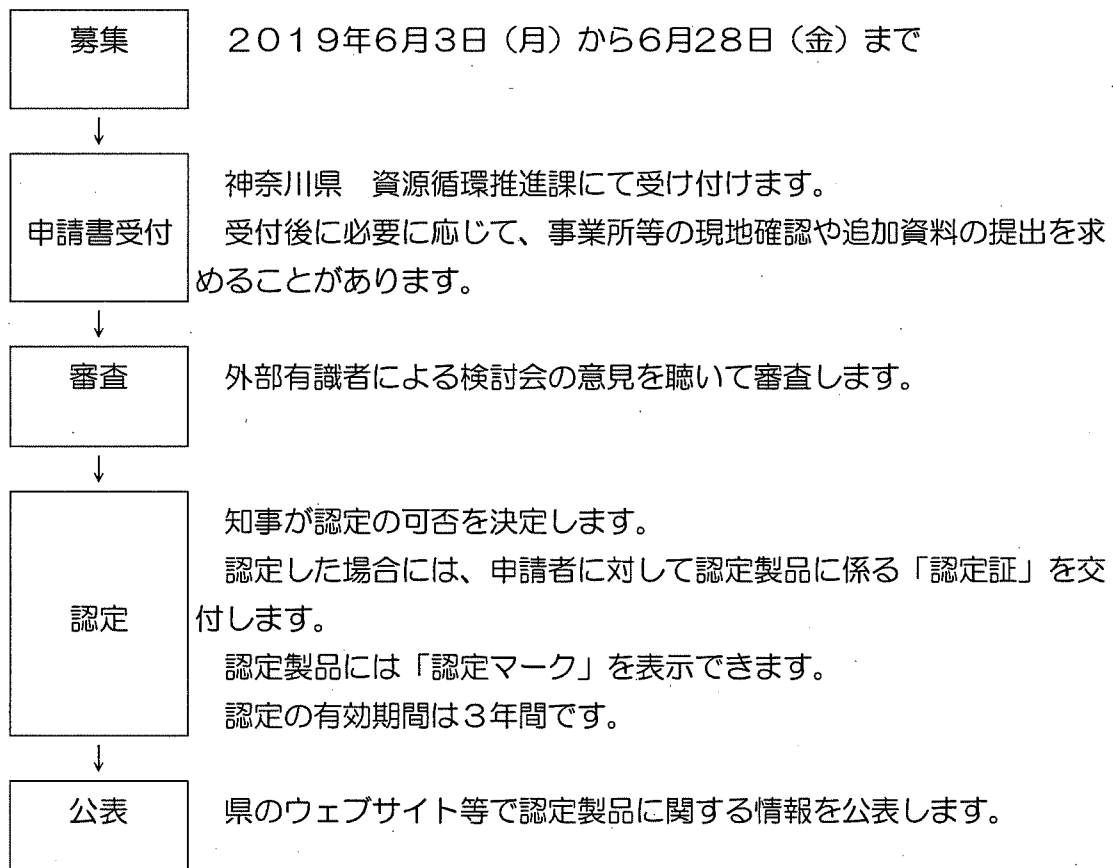 募集　２０１９年６月３日（月）から６月２８日（金）まで
↓
神奈川県　資源循環推進課にて受け付けます。
申請書受付　受付後に必要に応じて、事業所等の現地確認や追加資料の提出を求
めることがあります。
↓
審査　外部有識者による検討会の意見を聴いて審査します。
↓
知事が認定の可否を決定します。
認定した場合には、申請者に対して認定製品に係る「認定証」を交
認定　付します。
認定製品には「認定マーク」を表示できます。
認定の有効期間は３年間です。
↓
公表　県のウェブサイト等で認定製品に関する情報を公表します。